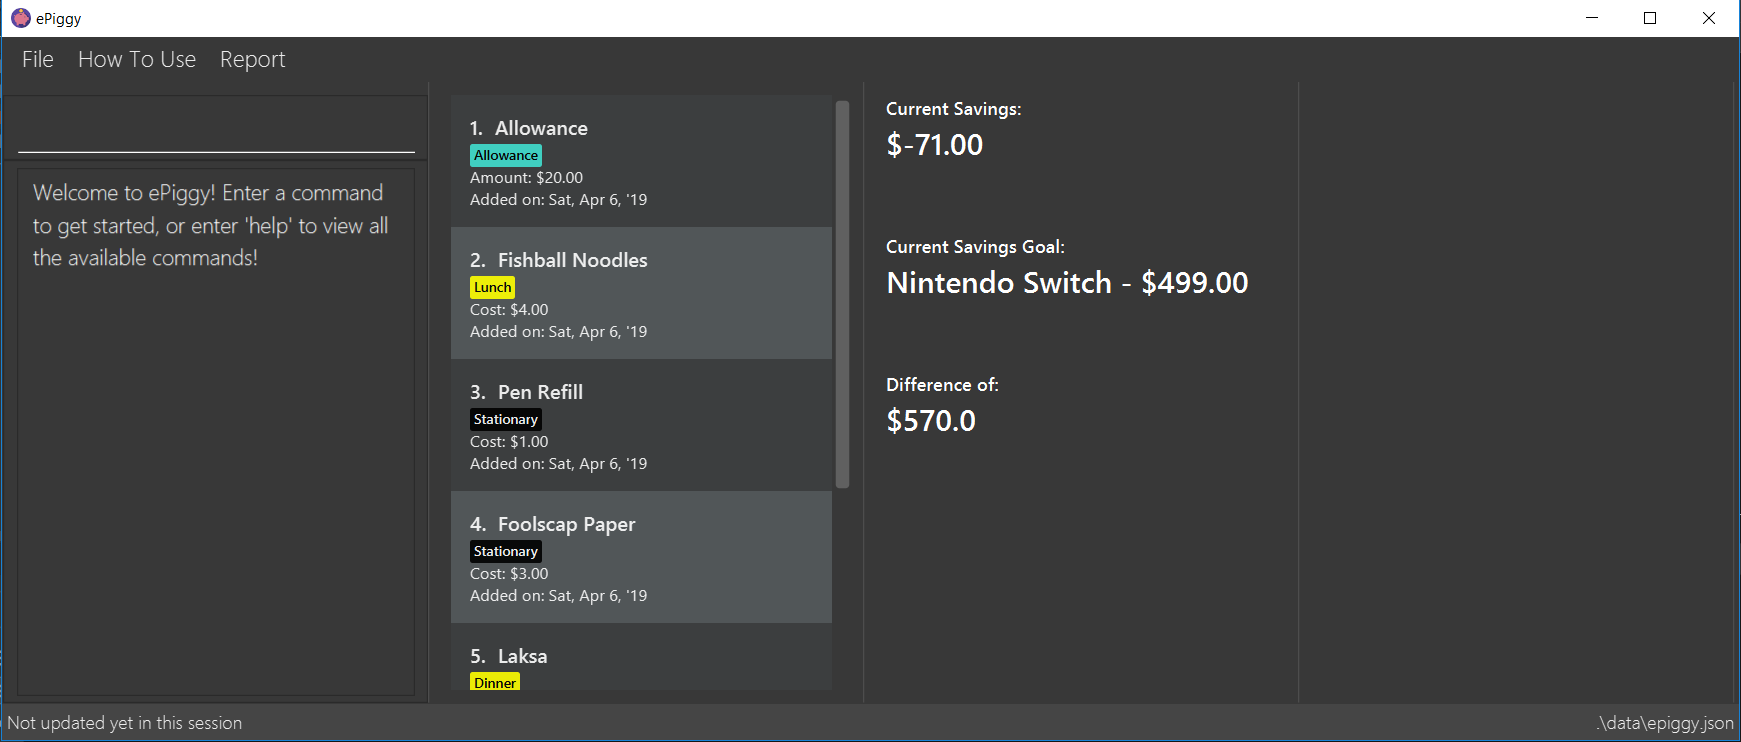 ePiggy
File How To Use Report
Welcome to ePiggy! Enter a command
to get started, or enter 'help' to view all
the available commands!
1. Allowance
Allowance
Amount: $20.00
Added on: Sat, Apr 6, '19
2. Fishball Noodles
Lunch
Cost: $4.00
Added on: Sat, Apr 6, '19
3. Pen Refill
Stationary
Cost: $1.00
Added on: Sat, Apr 6, '19
4. Foolscap Paper
Stationary
Cost: $3.00
Added on: Sat, Apr 6, '19
5. Laksa
Dinner
Current Savings:
$-71.00
Current Savings Goal:
Nintendo Switch - $499.00
Difference of:
$570.0
Not updated yet in this session
.\data\epiggy.json